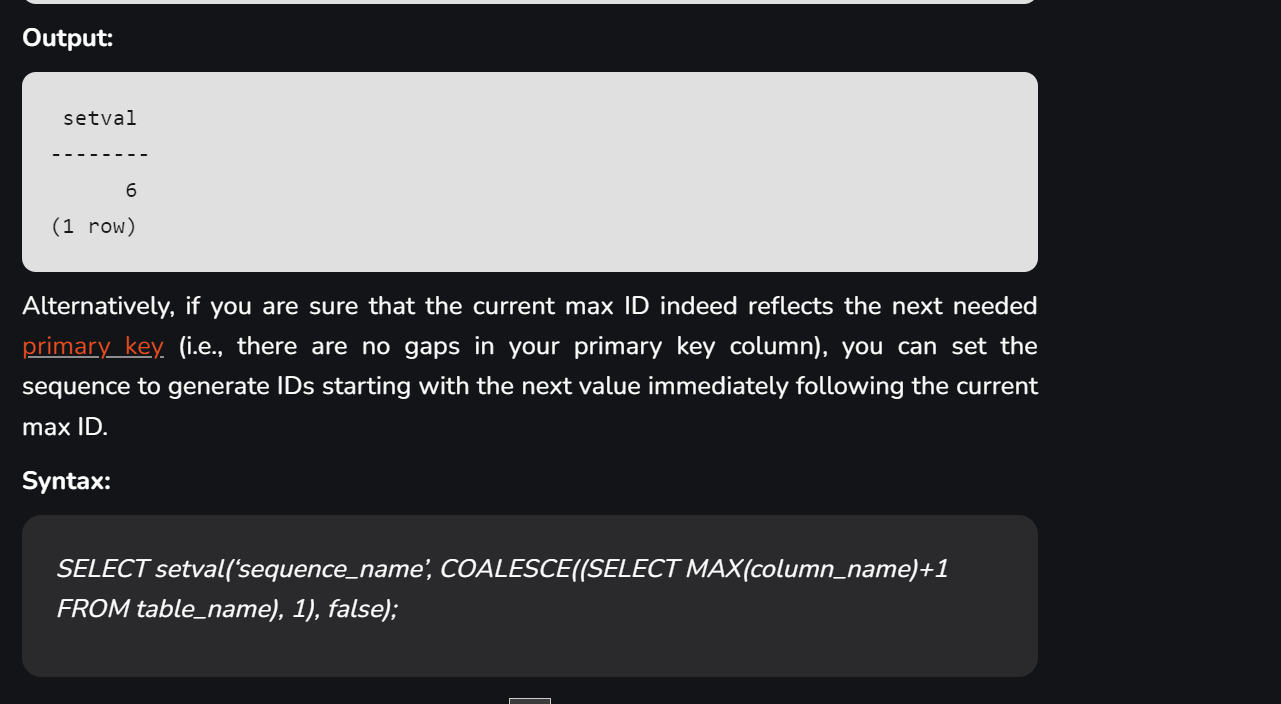 Output:
setval
--------
6
(1 row)
Alternatively, if you are sure that the current max ID indeed reflects the next needed
primary key (i.e., there are no gaps in your primary key column), you can set the
sequence to generate IDs starting with the next value immediately following the current
max ID.
Syntax:
SELECT setval(‘sequence_name’, COALESCE((SELECT MAX(column_name)+1
FROM table_name), 1), false);